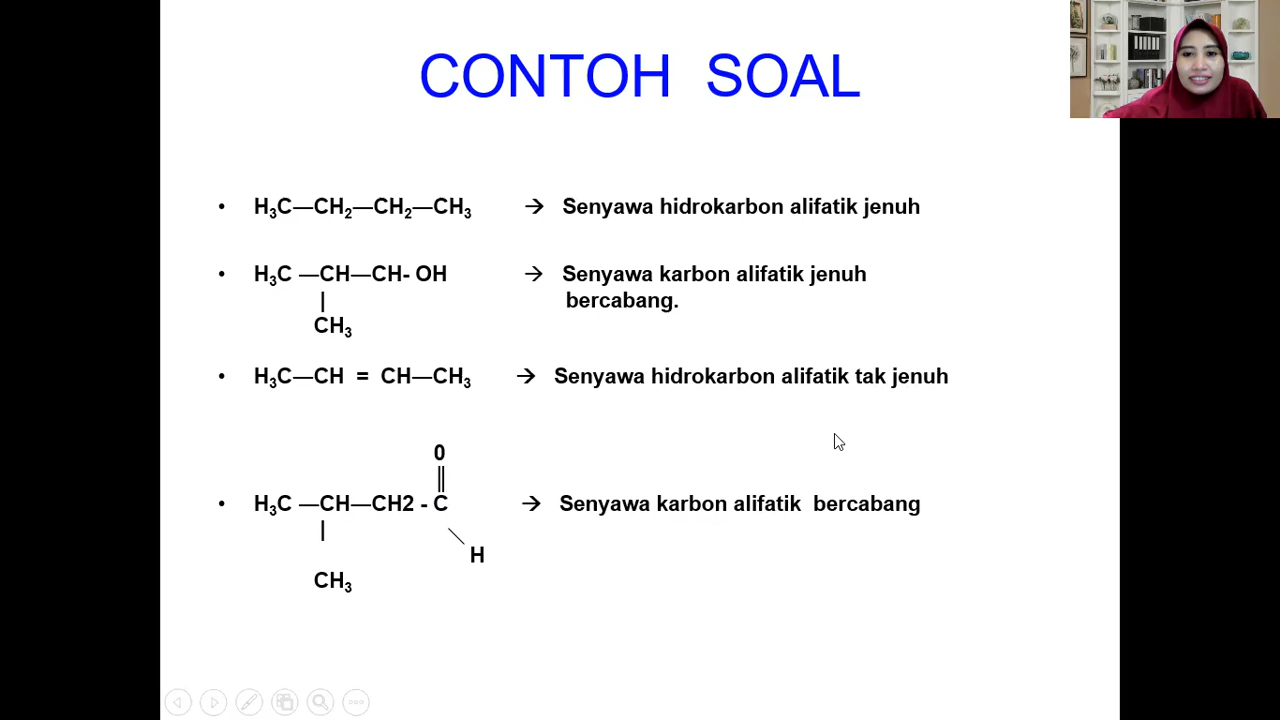 CONTOH SOAL
• H₃C—CH₂—CH₂—CH₃ → Senyawa hidrokarbon alifatik jenuh
• H₃C —CH—CH- OH → Senyawa karbon alifatik jenuh
| bercabang.
CH₃
• H₃C—CH = CH—CH₃ → Senyawa hidrokarbon alifatik tak jenuh
0
||
• H₃C —CH—CH2 - C → Senyawa karbon alifatik bercabang
| \
H
CH₃